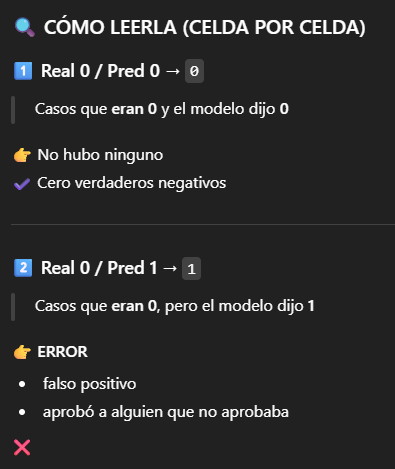 🔍 CÓMO LEERLA (CELDA POR CELDA)
1️⃣ Real 0 / Pred 0 → 0
Casos que eran 0 y el modelo dijo 0
👉 No hubo ninguno
✔️ Cero verdaderos negativos
2️⃣ Real 0 / Pred 1 → 1
Casos que eran 0, pero el modelo dijo 1
👉 ERROR
• falso positivo
• aprobó a alguien que no aprobaba
❌